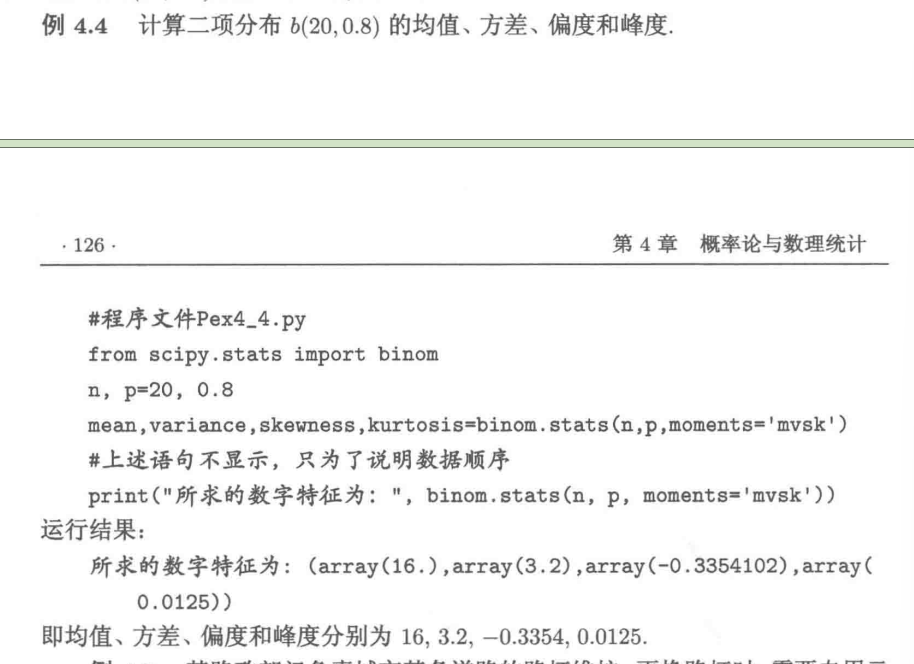 例 4.4 计算二项分布 b(20, 0.8) 的均值、方差、偏度和峰度.
· 126 ·
第 4 章 概率论与数理统计
#程序文件Pex4_4.py
from scipy.stats import binom
n, p=20, 0.8
mean,variance,skewness,kurtosis=binom.stats(n,p,moments='mvsk')
#上述语句不显示, 只为了说明数据顺序
print("所求的数字特征为: ", binom.stats(n, p, moments='mvsk'))
运行结果:
所求的数字特征为: (array(16.),array(3.2),array(-0.3354102),array(
0.0125))
即均值、方差、偏度和峰度分别为 16, 3.2, −0.3354, 0.0125.